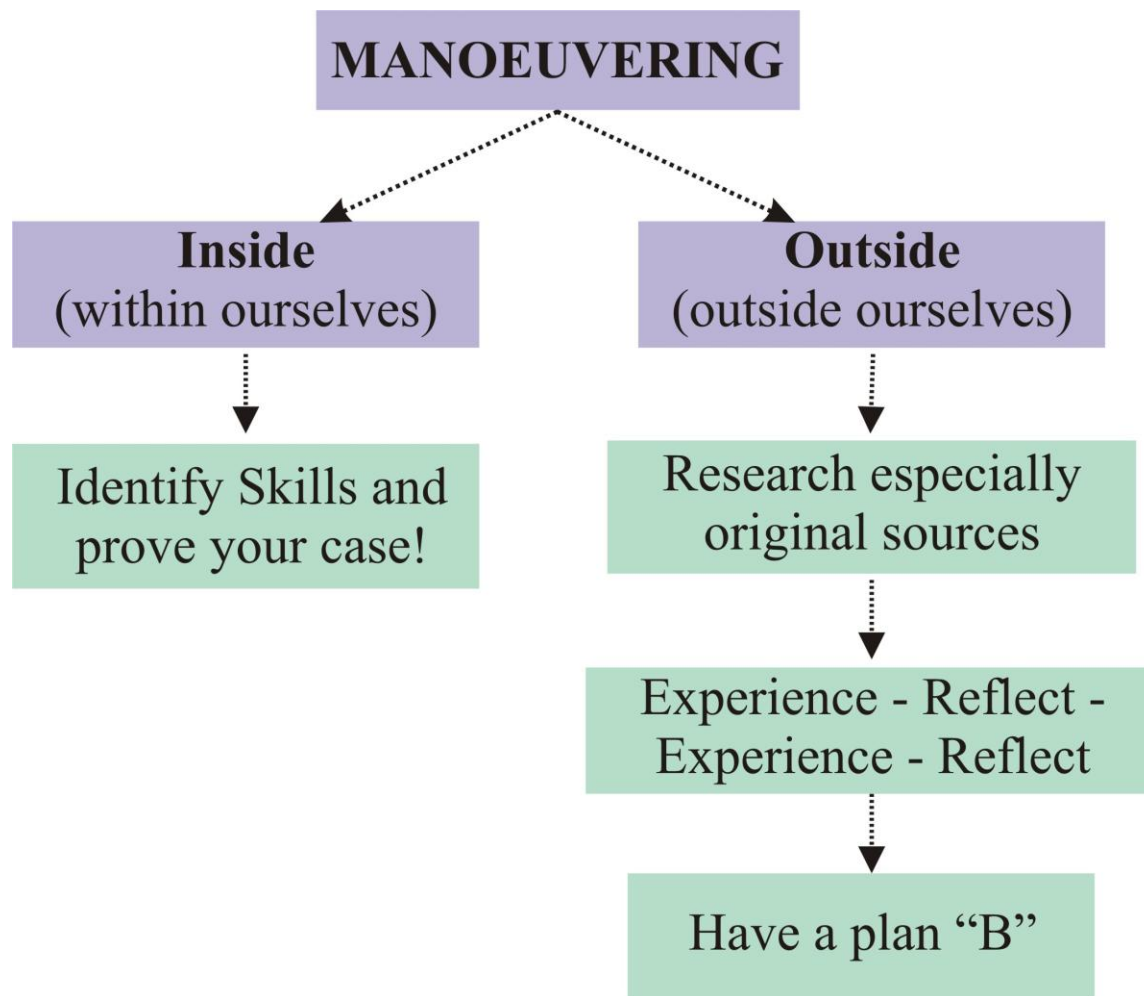 MANOEUVERING
Inside
(within ourselves)
Identify Skills and
prove your case!
Outside
(outside ourselves)
Research especially
original sources
Experience - Reflect -
Experience - Reflect
Have a plan “B”